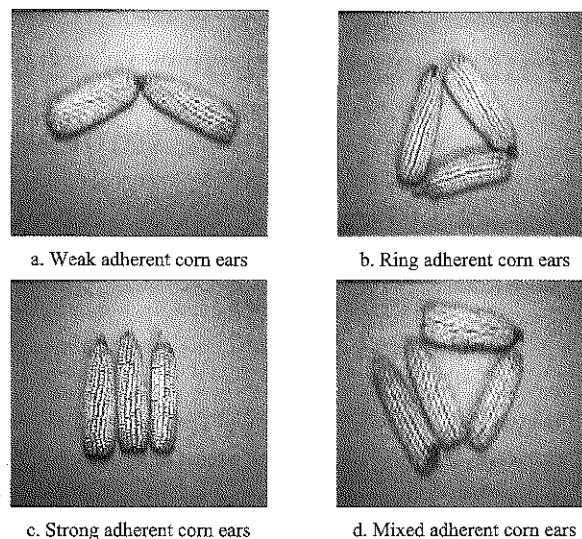 a. Weak adherent corn ears
b. Ring adherent corn ears
c. Strong adherent corn ears
d. Mixed adherent corn ears